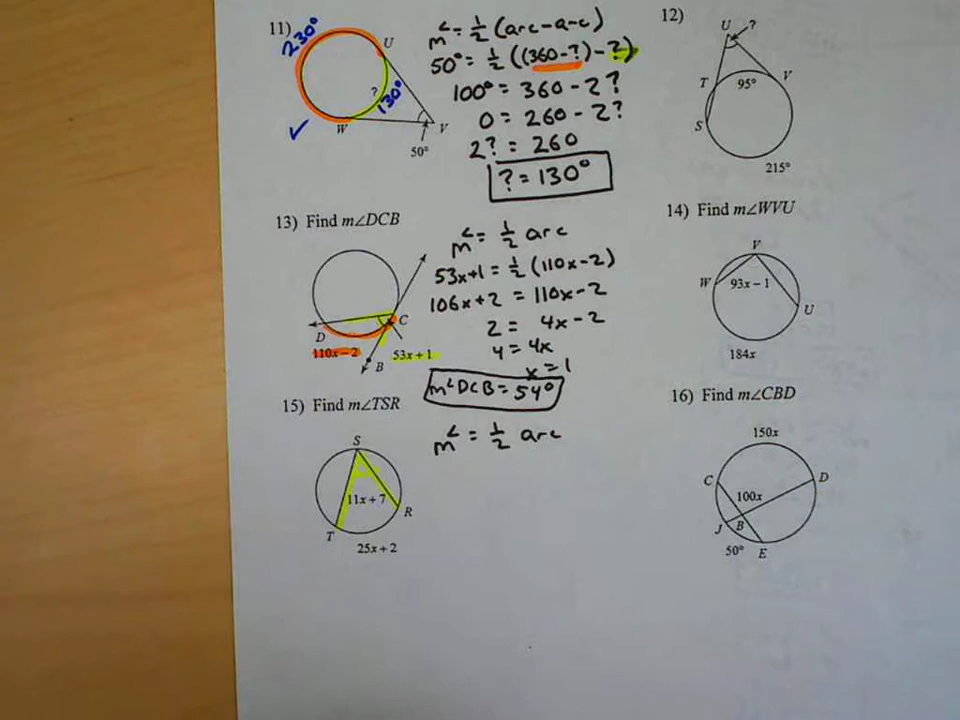 11)
230°
U
?
130°
W
V
50°
✓
m∠ = 1/2 (arc - arc)
50° = 1/2 ((360 - ?) - ?)
100° = 360 - 2?
0 = 260 - 2?
2? = 260
? = 130°
12)
U
?
T
95°
V
S
215°
13) Find m∠DCB
D
C
110x - 2
53x + 1
B
m∠ = 1/2 arc
53x+1 = 1/2 (110x - 2)
106x + 2 = 110x - 2
2 = 4x - 2
4 = 4x
x = 1
m∠DCB = 54°
14) Find m∠WVU
V
W
93x - 1
U
184x
15) Find m∠TSR
S
11x + 7
R
T
25x + 2
m∠ = 1/2 arc
16) Find m∠CBD
150x
C
D
100x
J
B
50°
E